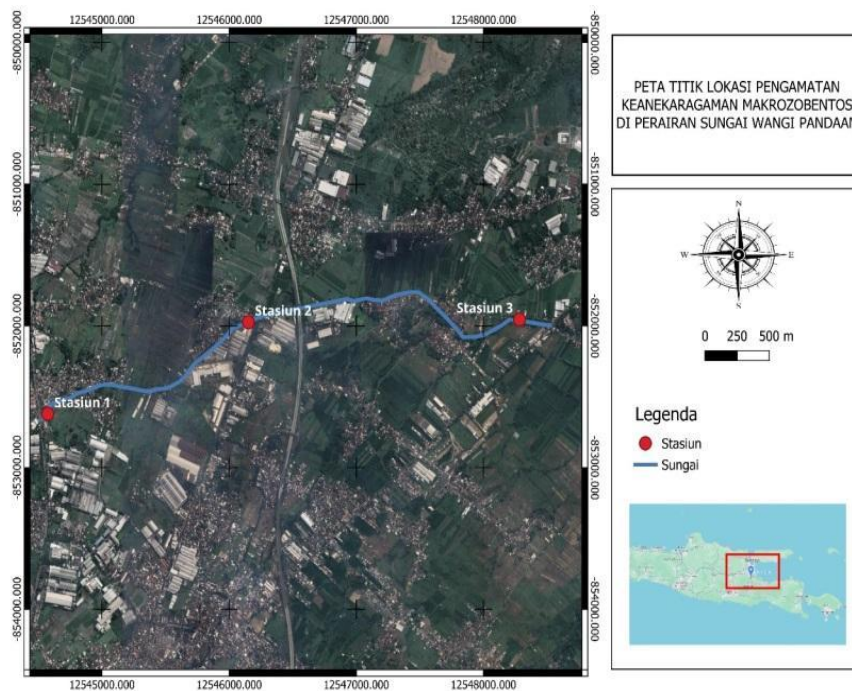 12545000.000 12546000.000 12547000.000 12548000.000
-850000.000
-851000.000
-852000.000
-853000.000
-854000.000
Stasiun 1
Stasiun 2
Stasiun 3
-850000.000
-851000.000
-852000.000
-853000.000
-854000.000
12545000.000 12546000.000 12547000.000 12548000.000
PETA TITIK LOKASI PENGAMATAN
KEANEKARAGAMAN MAKROZOBENTOS
DI PERAIRAN SUNGAI WANGI PANDAAN
N
W E
S
0 250 500 m
Legenda
Stasiun
Sungai